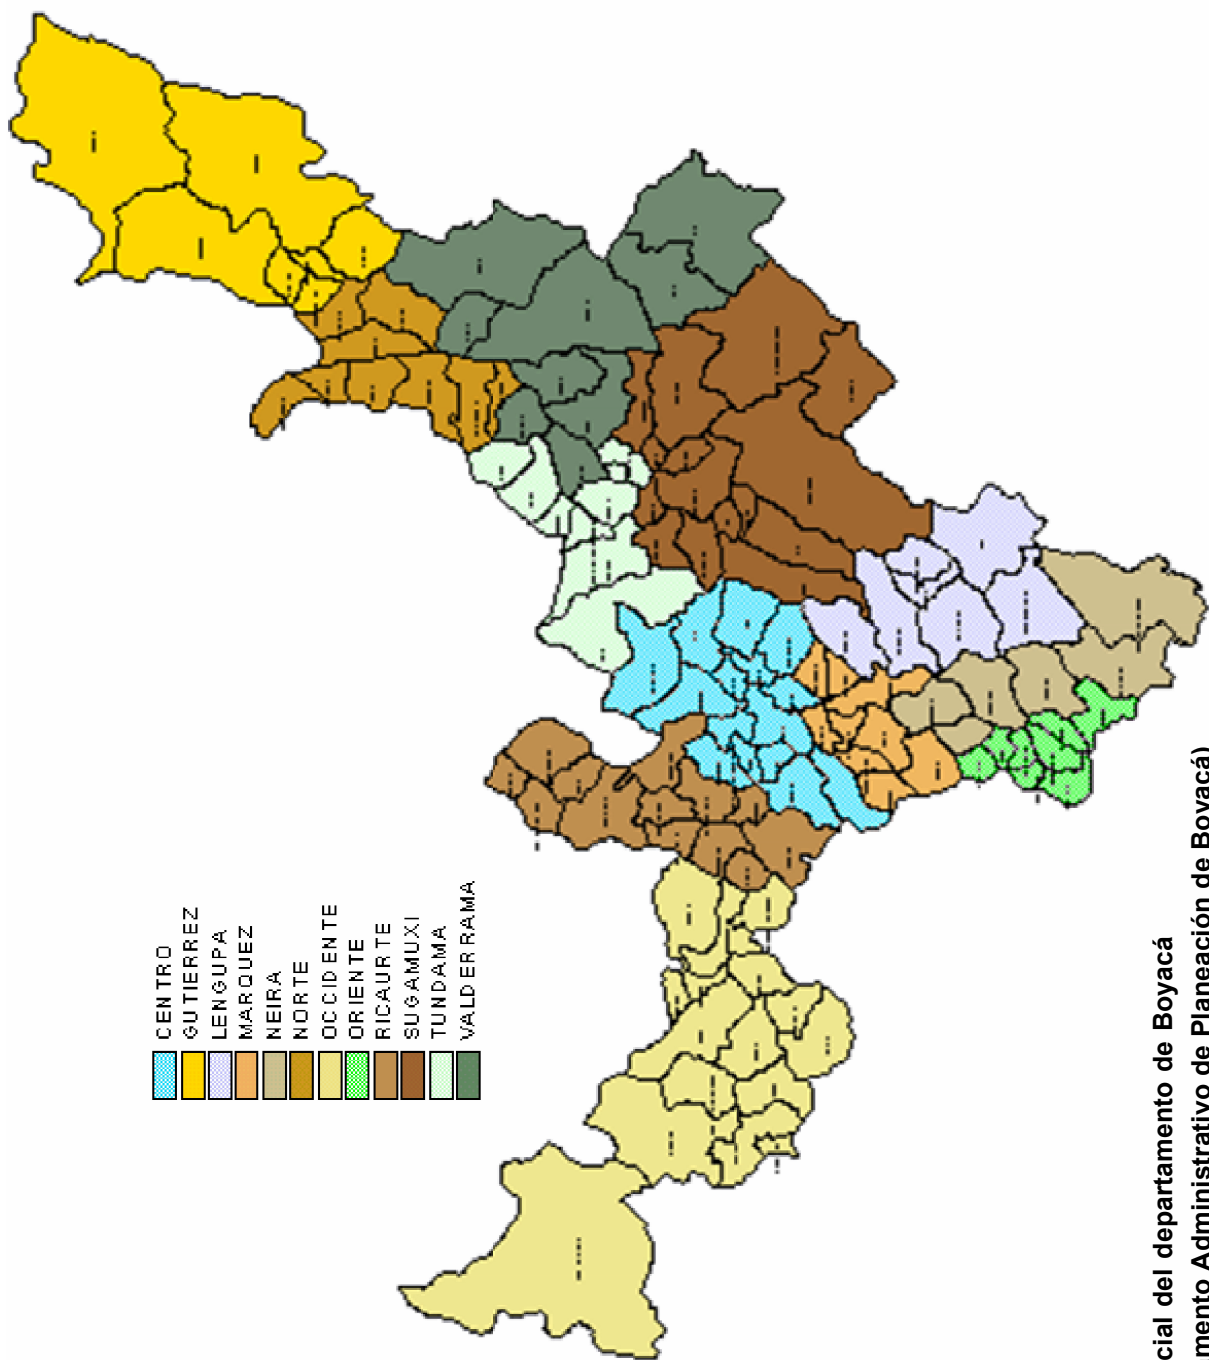 CENTRO
GUTIERREZ
LENGUPA
MARQUEZ
NEIRA
NORTE
OCCIDENTE
ORIENTE
RICAURTE
SUGAMUXI
TUNDAMA
VALDERRAMA
cial del departamento de Boyacá
mento Administrativo de Planeación de Boyacá)